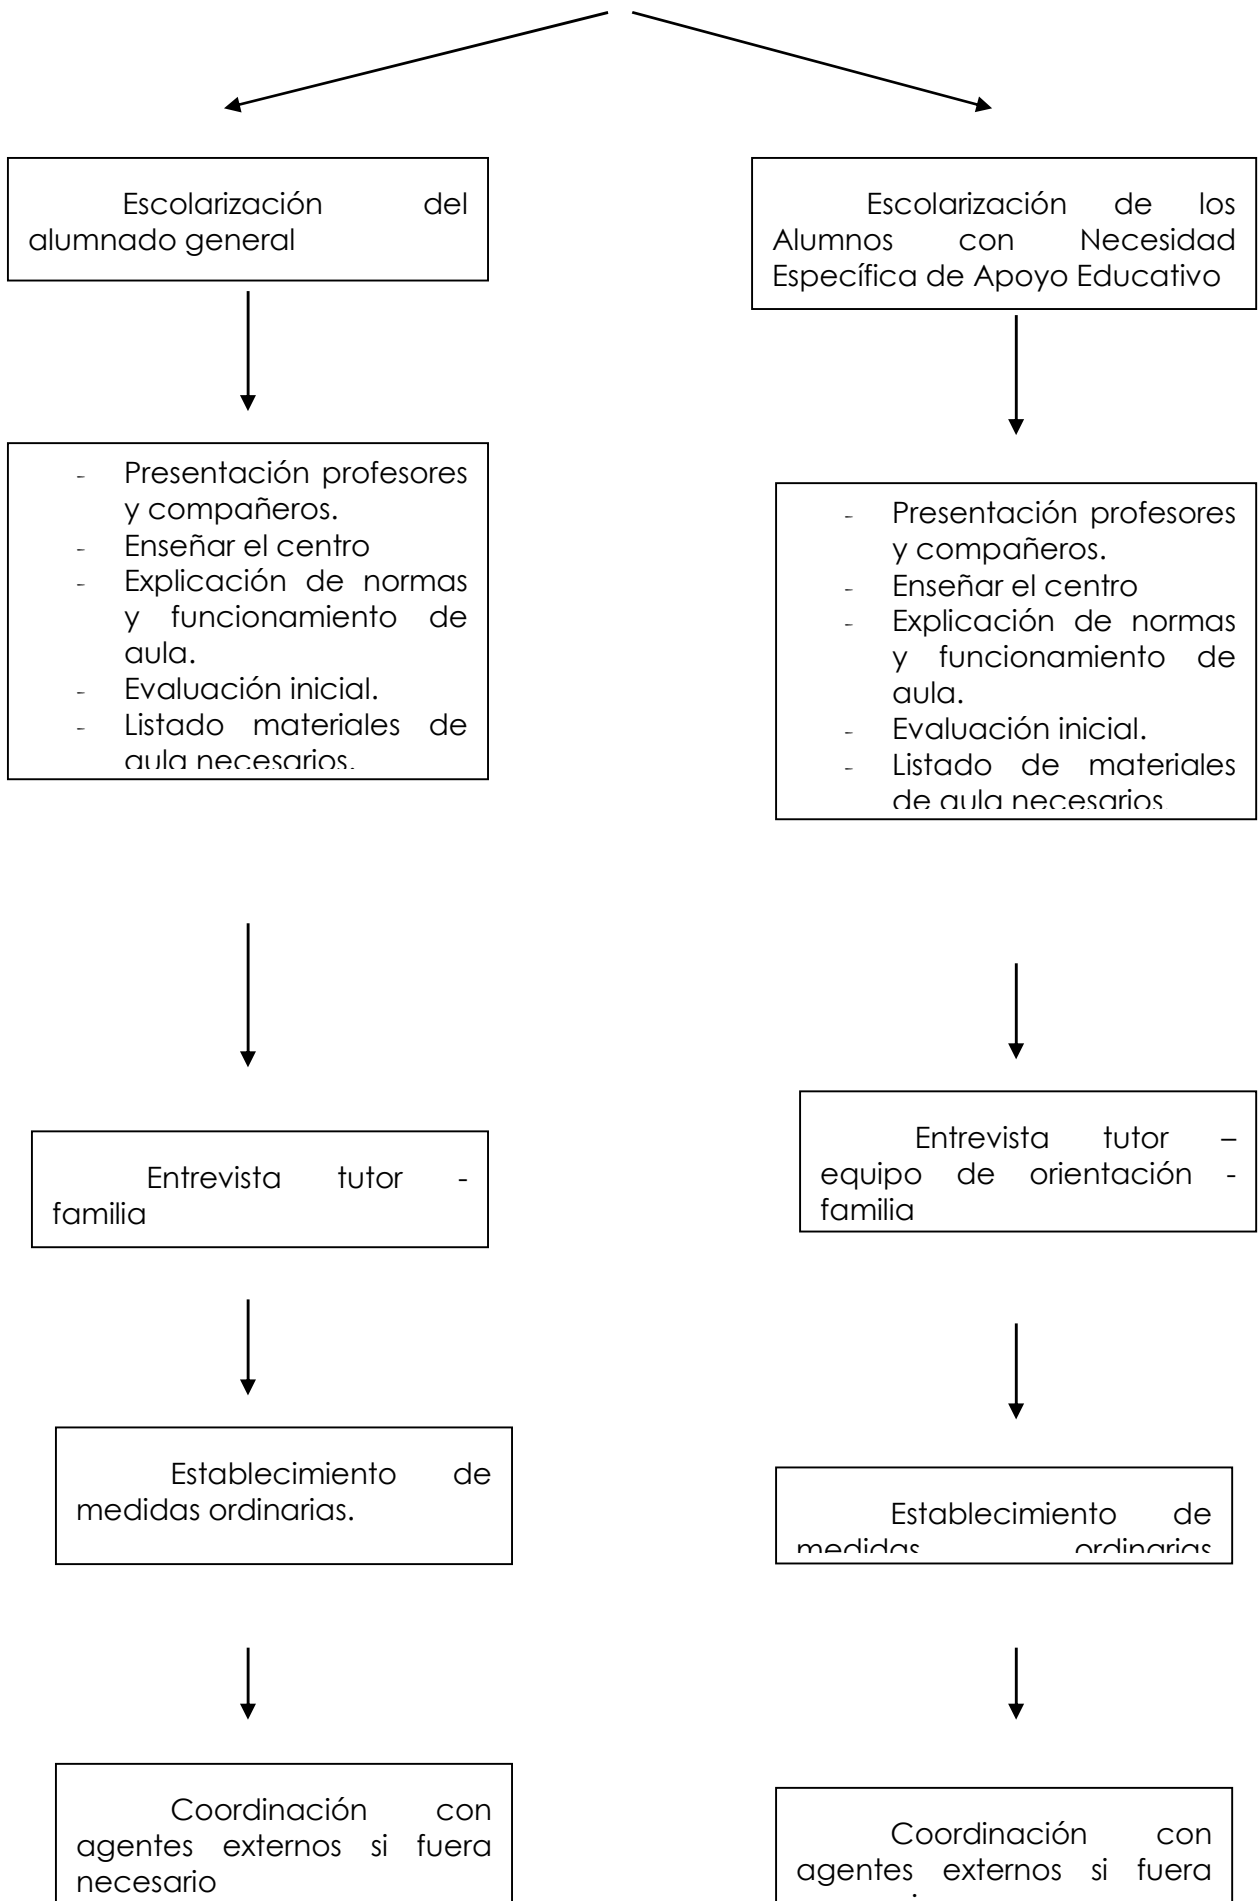 Escolarización del
alumnado general
Escolarización de los
Alumnos con Necesidad
Específica de Apoyo Educativo
- Presentación profesores
y compañeros.
- Enseñar el centro
- Explicación de normas
y funcionamiento de
aula.
- Evaluación inicial.
- Listado materiales de
aula necesarios.
- Presentación profesores
y compañeros.
- Enseñar el centro
- Explicación de normas
y funcionamiento de
aula.
- Evaluación inicial.
- Listado de materiales
de aula necesarios
Entrevista tutor -
familia
Entrevista tutor –
equipo de orientación -
familia
Establecimiento de
medidas ordinarias.
Establecimiento de
medidas ordinarias
Coordinación con
agentes externos si fuera
necesario
Coordinación con
agentes externos si fuera